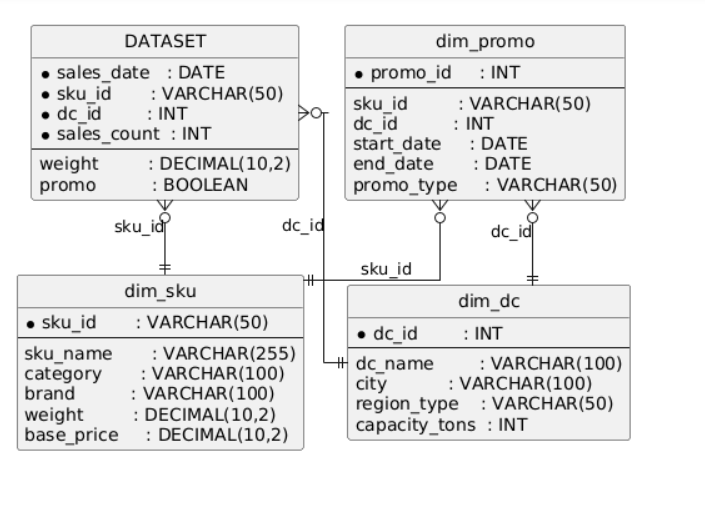 DATASET
• sales_date : DATE
• sku_id : VARCHAR(50)
• dc_id : INT
• sales_count : INT
weight : DECIMAL(10,2)
promo : BOOLEAN
dim_promo
• promo_id : INT
sku_id : VARCHAR(50)
dc_id : INT
start_date : DATE
end_date : DATE
promo_type : VARCHAR(50)
sku_id
dc_id
dc_id
sku_id
dim_sku
• sku_id : VARCHAR(50)
sku_name : VARCHAR(255)
category : VARCHAR(100)
brand : VARCHAR(100)
weight : DECIMAL(10,2)
base_price : DECIMAL(10,2)
dim_dc
• dc_id : INT
dc_name : VARCHAR(100)
city : VARCHAR(100)
region_type : VARCHAR(50)
capacity_tons : INT